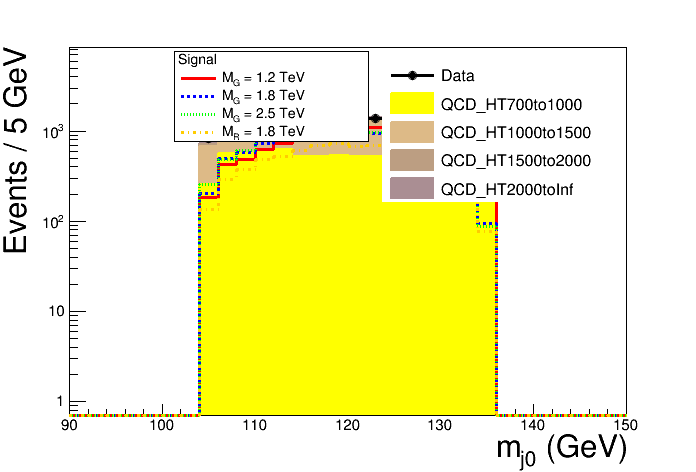 Events / 5 GeV
Signal
M_G = 1.2 TeV
M_G = 1.8 TeV
M_G = 2.5 TeV
M_R = 1.8 TeV
Data
QCD_HT700to1000
QCD_HT1000to1500
QCD_HT1500to2000
QCD_HT2000toInf
10^3
10^2
10
1
90 100 110 120 130 140 150
m_j0 (GeV)